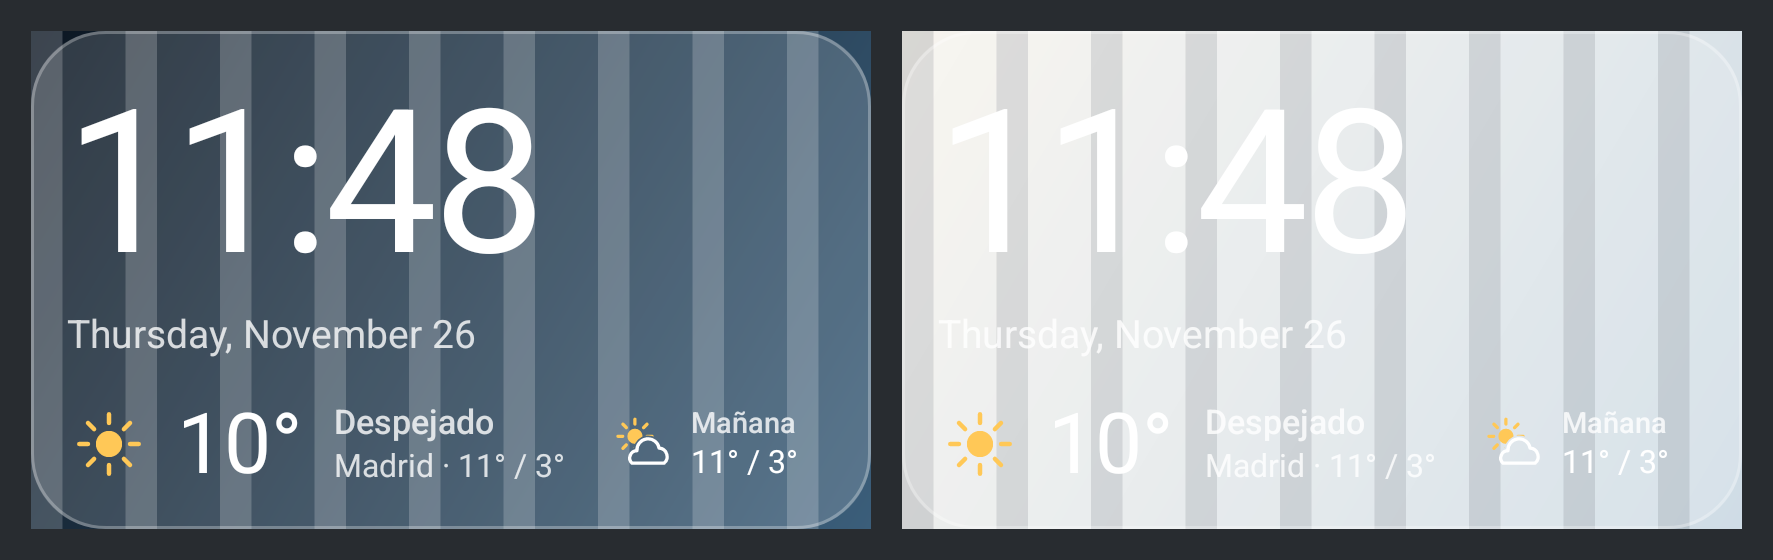 11:48
Thursday, November 26
10°
Despejado
Madrid · 11° / 3°
Mañana
11° / 3°
11:48
Thursday, November 26
10°
Despejado
Madrid · 11° / 3°
Mañana
11° / 3°